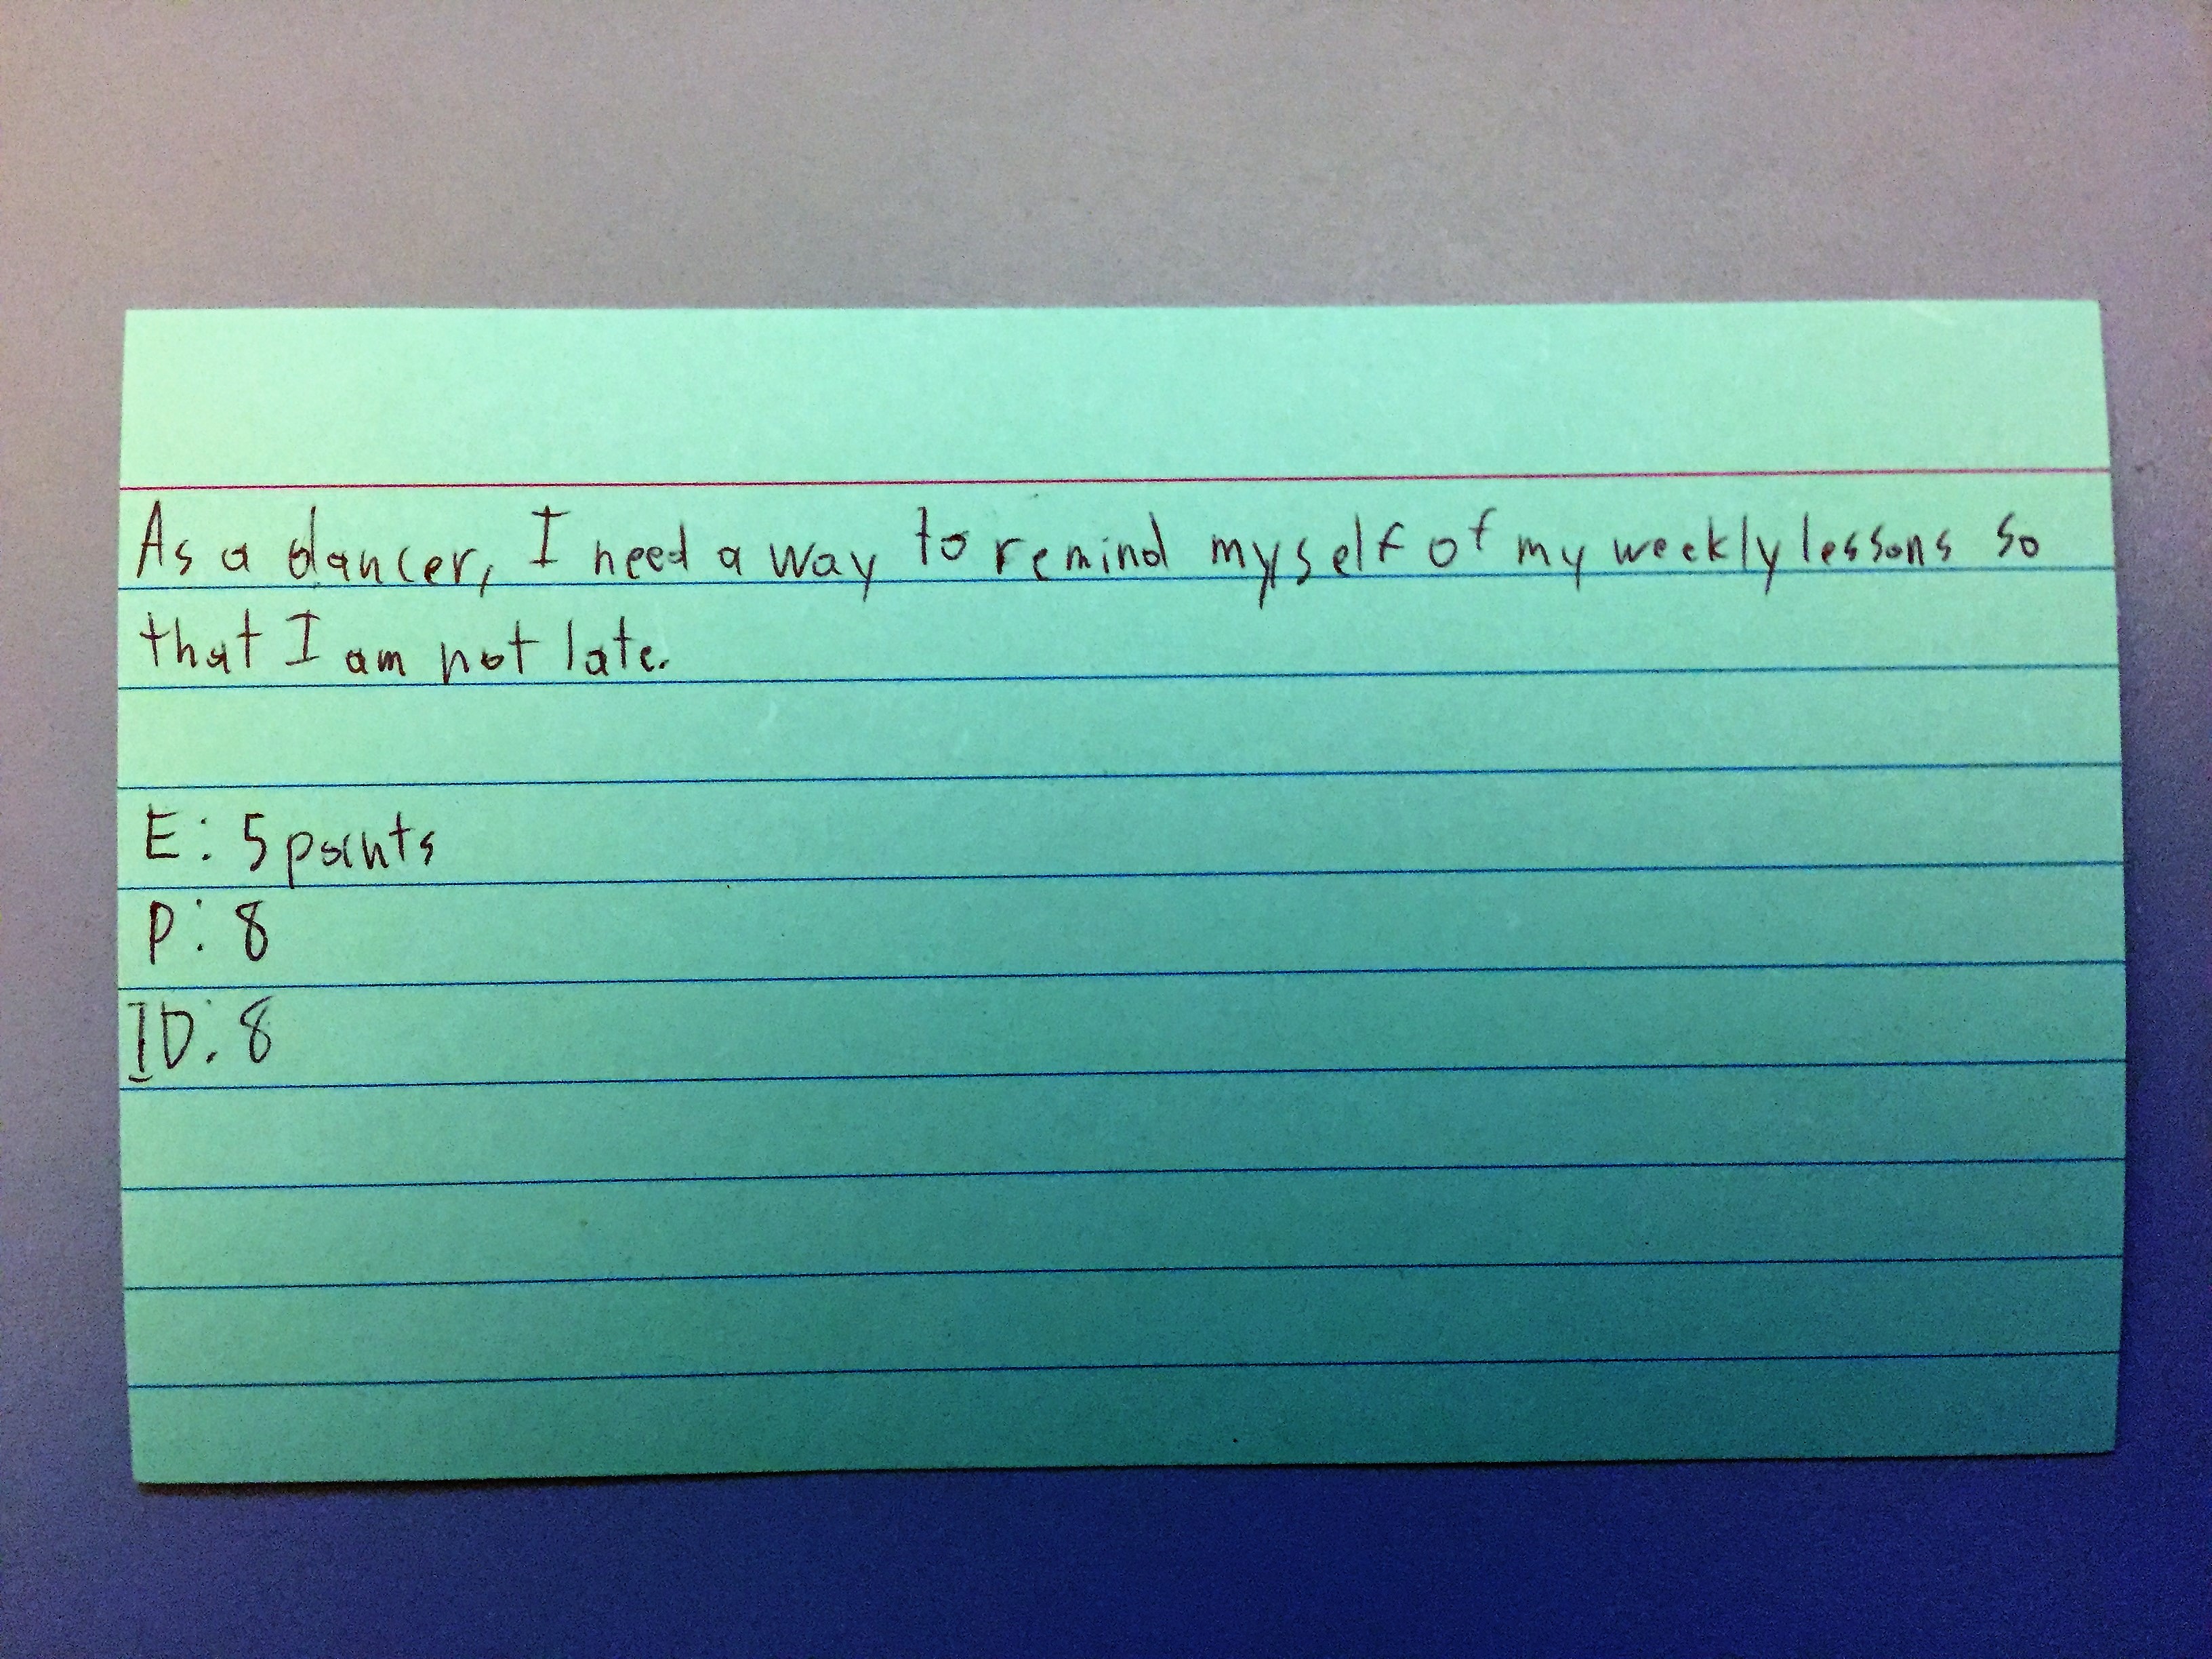 As a dancer, I need a way to remind myself of my weekly lessons so
that I am not late.
E: 5 points
P: 8
ID: 8